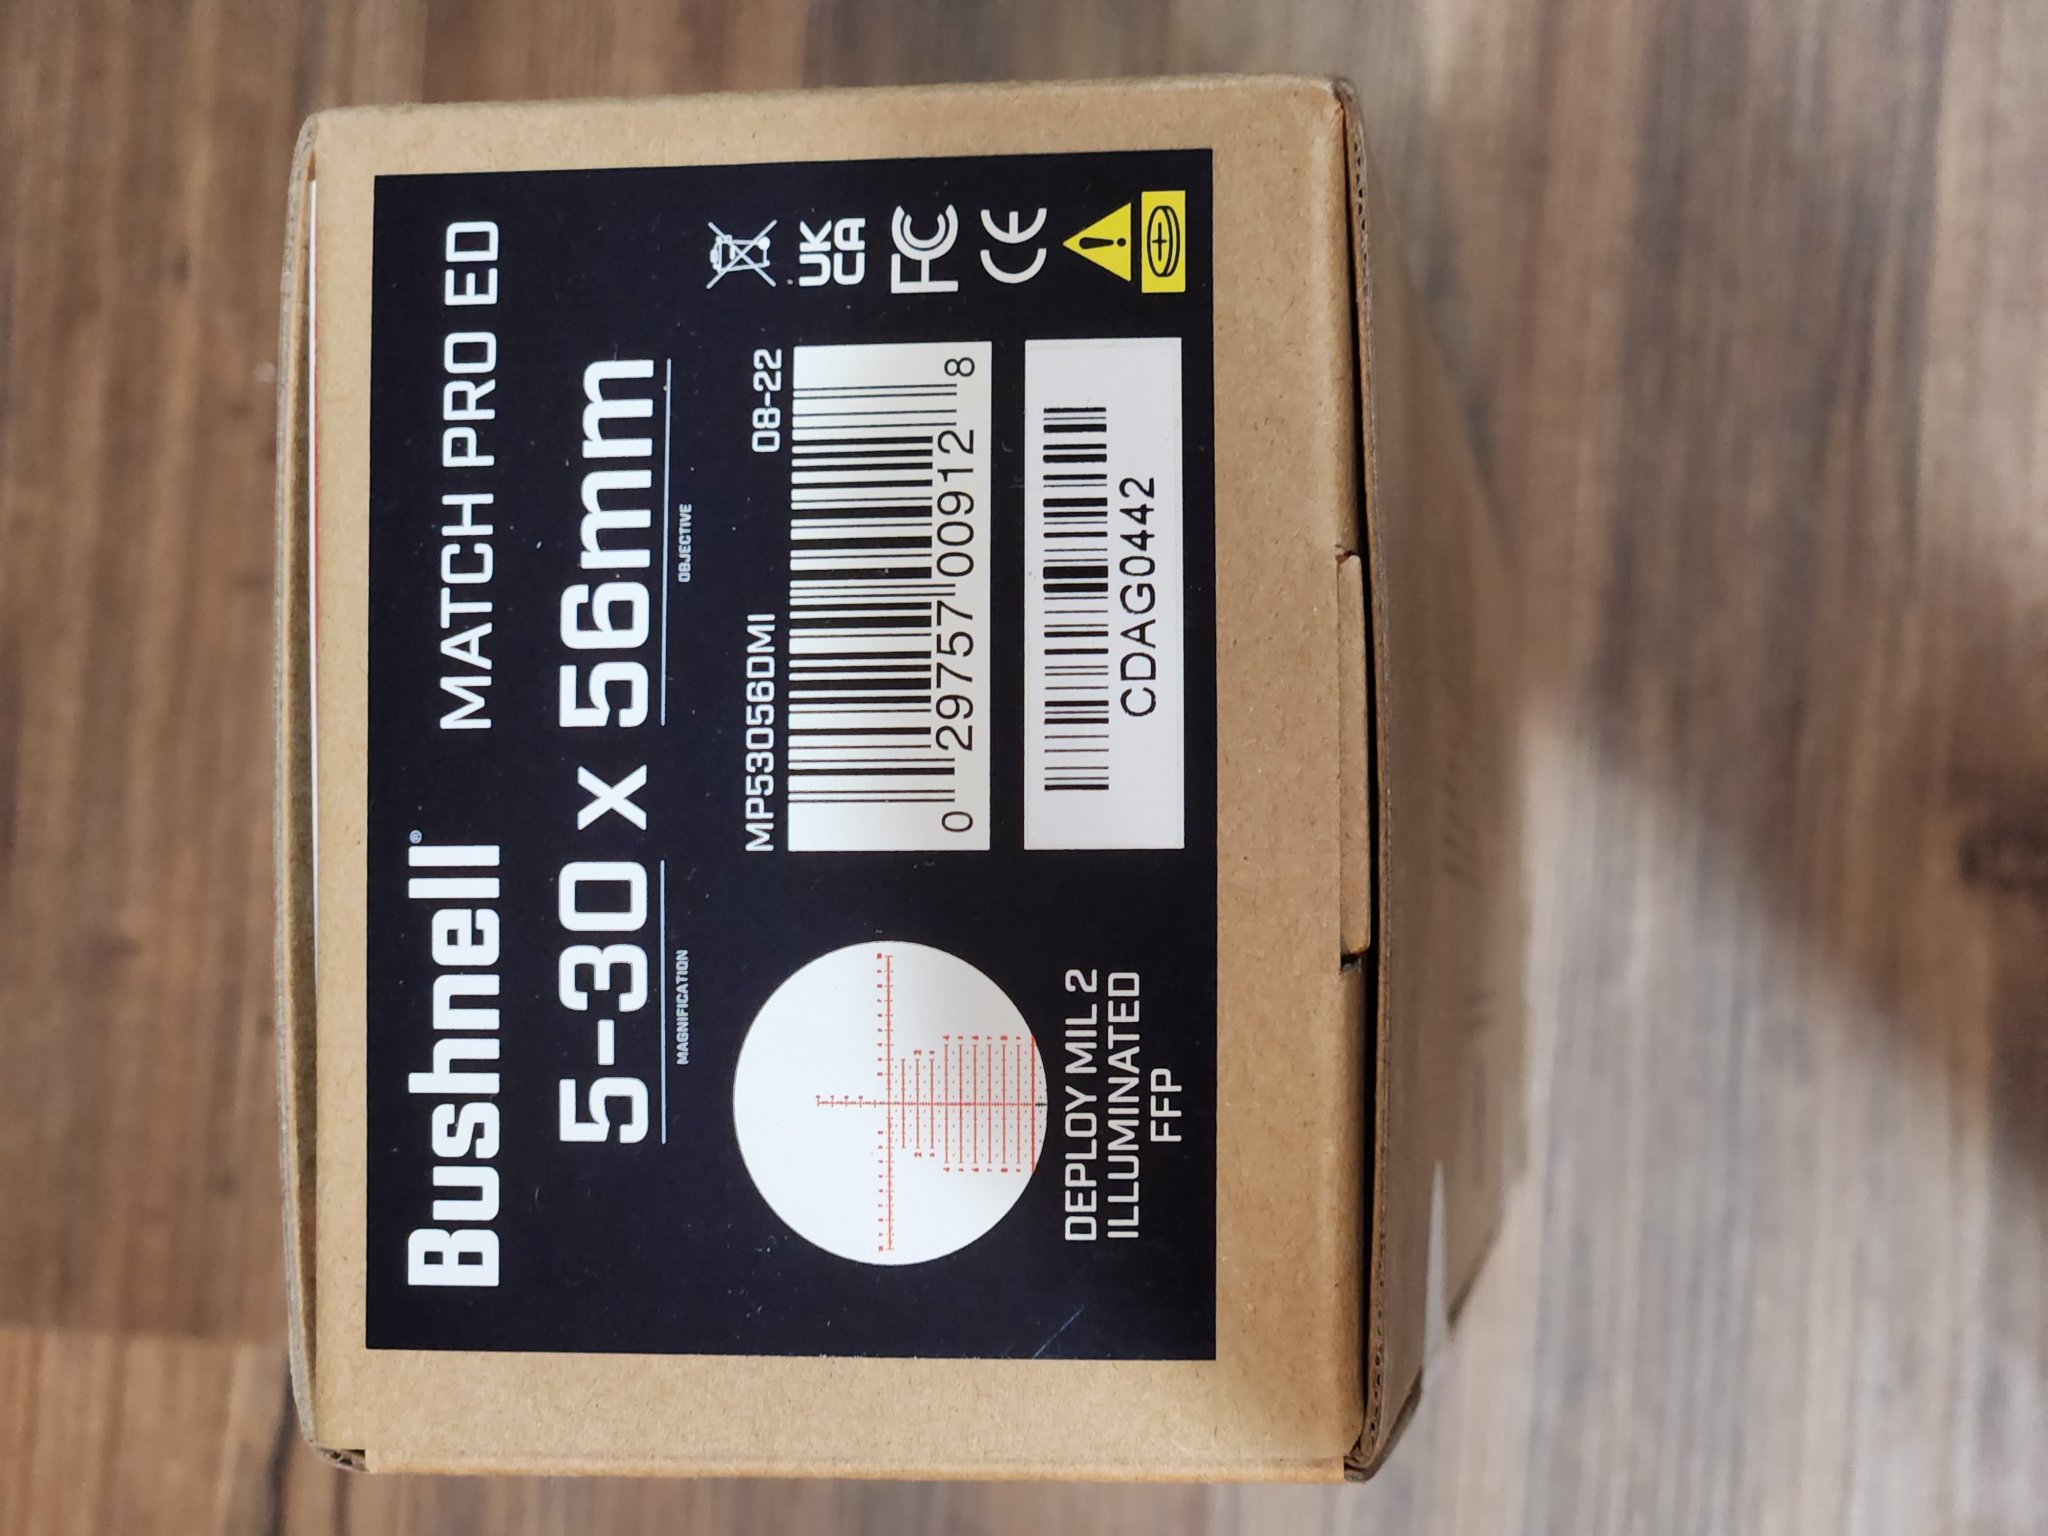 Bushnell® MATCH PRO ED
5-30 x 56mm
MAGNIFICATION OBJECTIVE
MP53056DMI 08-22
0 29757 00912 8
CDAG0442
DEPLOY MIL 2
ILLUMINATED
FFP
UK
CA
FC
CE